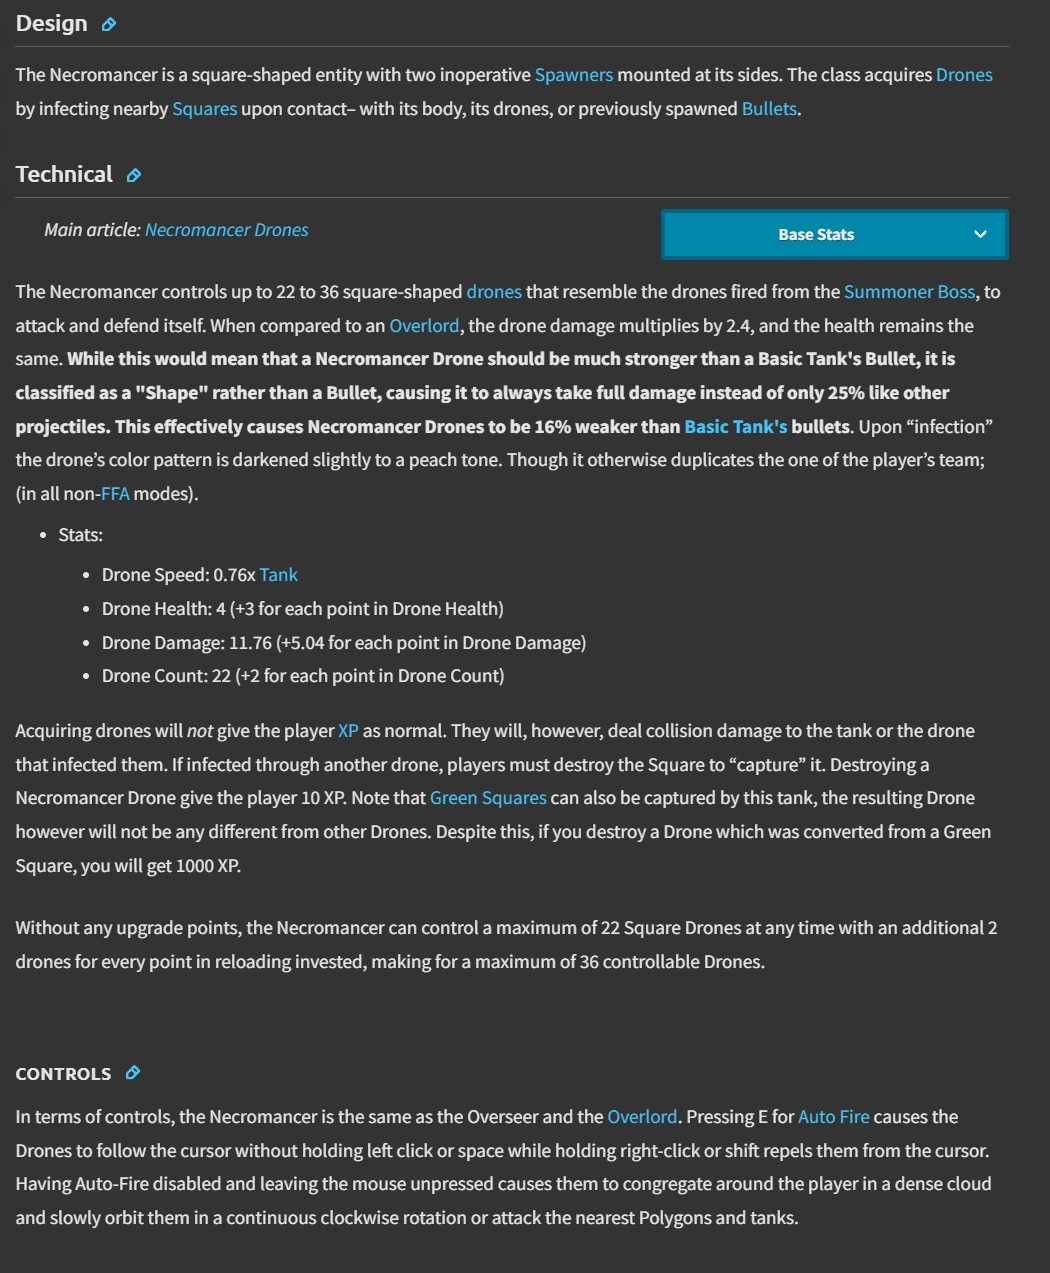 Design
The Necromancer is a square-shaped entity with two inoperative Spawners mounted at its sides. The class acquires Drones
by infecting nearby Squares upon contact– with its body, its drones, or previously spawned Bullets.
Technical
Main article: Necromancer Drones
Base Stats
The Necromancer controls up to 22 to 36 square-shaped drones that resemble the drones fired from the Summoner Boss, to
attack and defend itself. When compared to an Overlord, the drone damage multiplies by 2.4, and the health remains the
same. While this would mean that a Necromancer Drone should be much stronger than a Basic Tank's Bullet, it is
classified as a "Shape" rather than a Bullet, causing it to always take full damage instead of only 25% like other
projectiles. This effectively causes Necromancer Drones to be 16% weaker than Basic Tank's bullets. Upon “infection”
the drone’s color pattern is darkened slightly to a peach tone. Though it otherwise duplicates the one of the player’s team;
(in all non-FFA modes).
• Stats:
• Drone Speed: 0.76x Tank
• Drone Health: 4 (+3 for each point in Drone Health)
• Drone Damage: 11.76 (+5.04 for each point in Drone Damage)
• Drone Count: 22 (+2 for each point in Drone Count)
Acquiring drones will not give the player XP as normal. They will, however, deal collision damage to the tank or the drone
that infected them. If infected through another drone, players must destroy the Square to “capture” it. Destroying a
Necromancer Drone give the player 10 XP. Note that Green Squares can also be captured by this tank, the resulting Drone
however will not be any different from other Drones. Despite this, if you destroy a Drone which was converted from a Green
Square, you will get 1000 XP.
Without any upgrade points, the Necromancer can control a maximum of 22 Square Drones at any time with an additional 2
drones for every point in reloading invested, making for a maximum of 36 controllable Drones.
CONTROLS
In terms of controls, the Necromancer is the same as the Overseer and the Overlord. Pressing E for Auto Fire causes the
Drones to follow the cursor without holding left click or space while holding right-click or shift repels them from the cursor.
Having Auto-Fire disabled and leaving the mouse unpressed causes them to congregate around the player in a dense cloud
and slowly orbit them in a continuous clockwise rotation or attack the nearest Polygons and tanks.